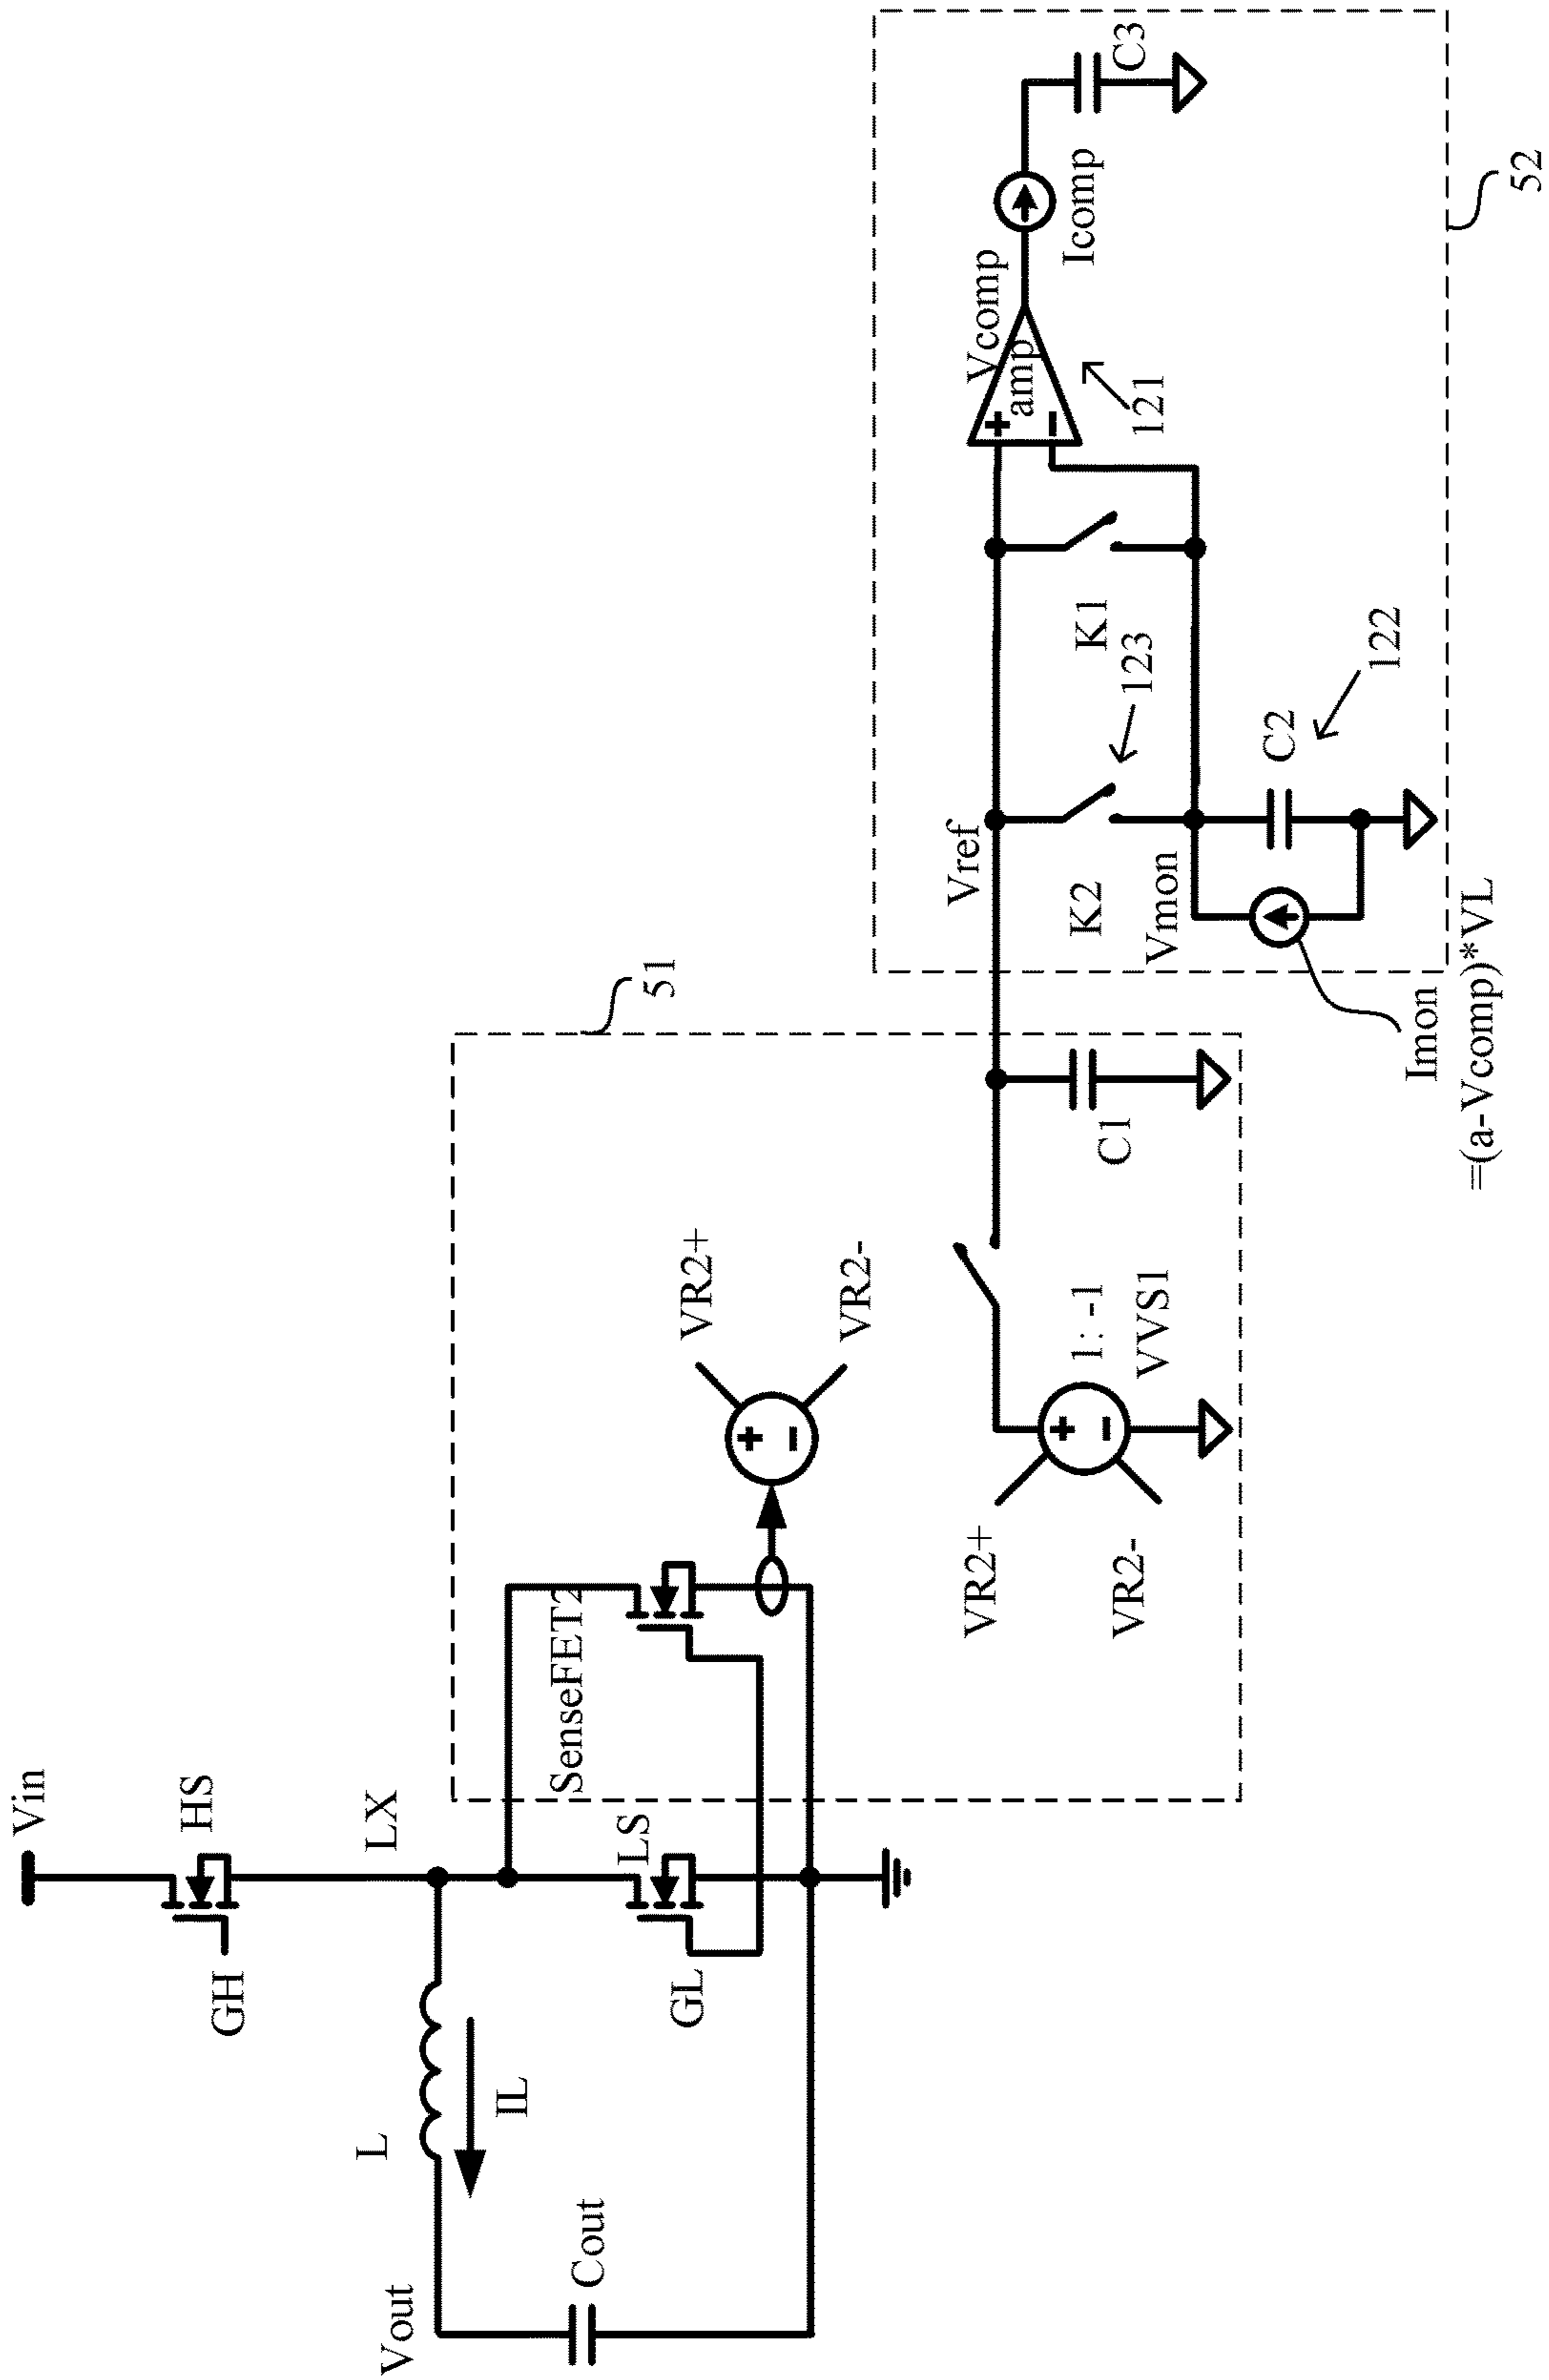 Vin
HS
GH
LX
L
IL
Vout
Cout
LS
GL
SenseFET2
VR2+
VR2-
51
VR2+
VR2-
1: -1
VVS1
C1
Vref
K2
123
K1
Vmon
C2
122
Imon
=(a-Vcomp)*VL
+
amp
−
Vcomp
121
Icomp
C3
52